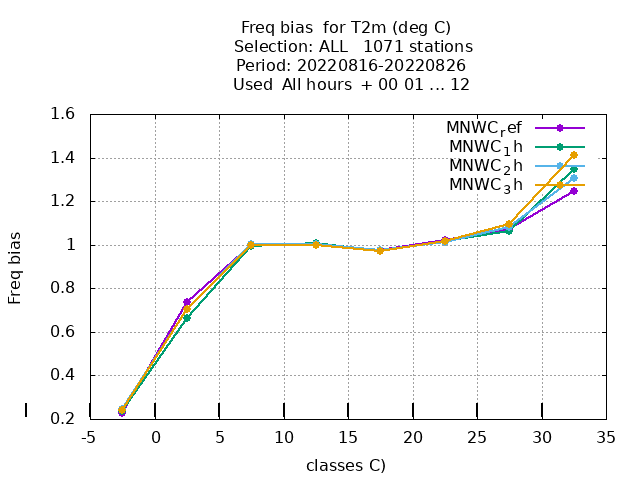 Freq bias  for T2m (deg C)
Selection: ALL   1071 stations
Period: 20220816-20220826
Used  All hours  + 00 01 ... 12
MNWC_ref
MNWC_1h
MNWC_2h
MNWC_3h
Freq bias
1.6
1.4
1.2
1
0.8
0.6
0.4
0.2
-5 0 5 10 15 20 25 30 35
classes C)